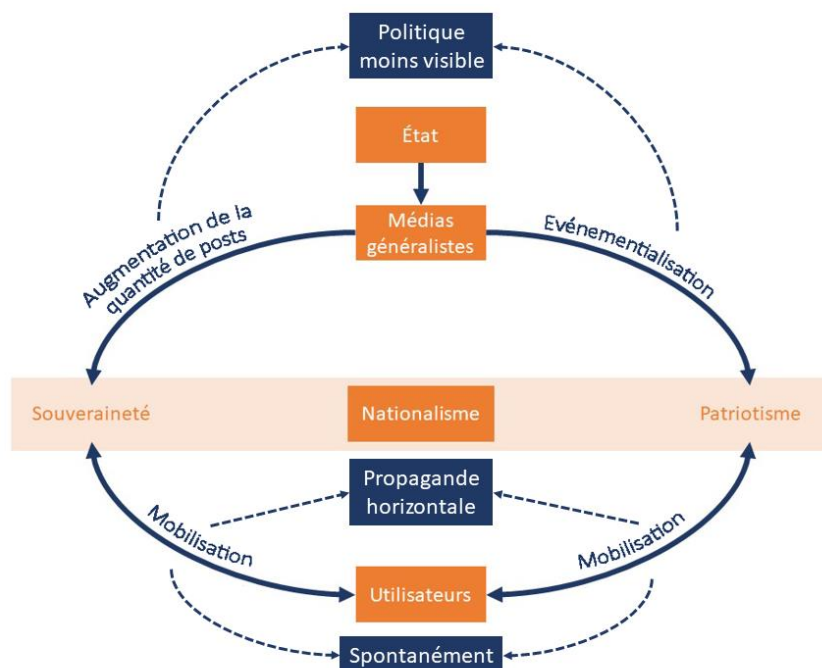 Politique
moins visible
État
Médias
généralistes
Augmentation de la
quantité de posts
Evénementialisation
Souveraineté
Nationalisme
Patriotisme
Propagande
horizontale
Mobilisation
Mobilisation
Utilisateurs
Spontanément